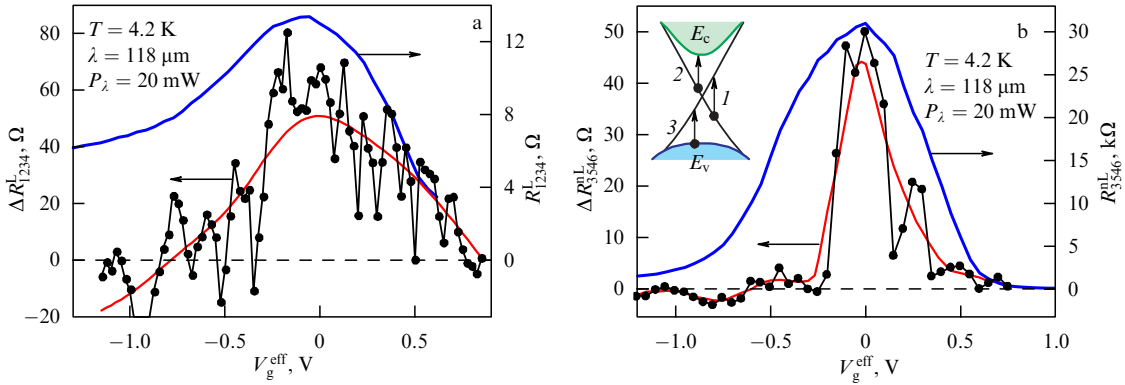 a
T = 4.2 K
λ = 118 μm
P_λ = 20 mW
80
60
40
20
0
−20
ΔR^L_1234, Ω
12
8
4
0
R^L_1234, Ω
−1.0
−0.5
0
0.5
V_g^eff, V
b
T = 4.2 K
λ = 118 μm
P_λ = 20 mW
E_c
2
1
3
E_v
50
40
30
20
10
0
ΔR^nL_3546, Ω
30
25
20
15
10
5
0
R^nL_3546, kΩ
−1.0
−0.5
0
0.5
1.0
V_g^eff, V